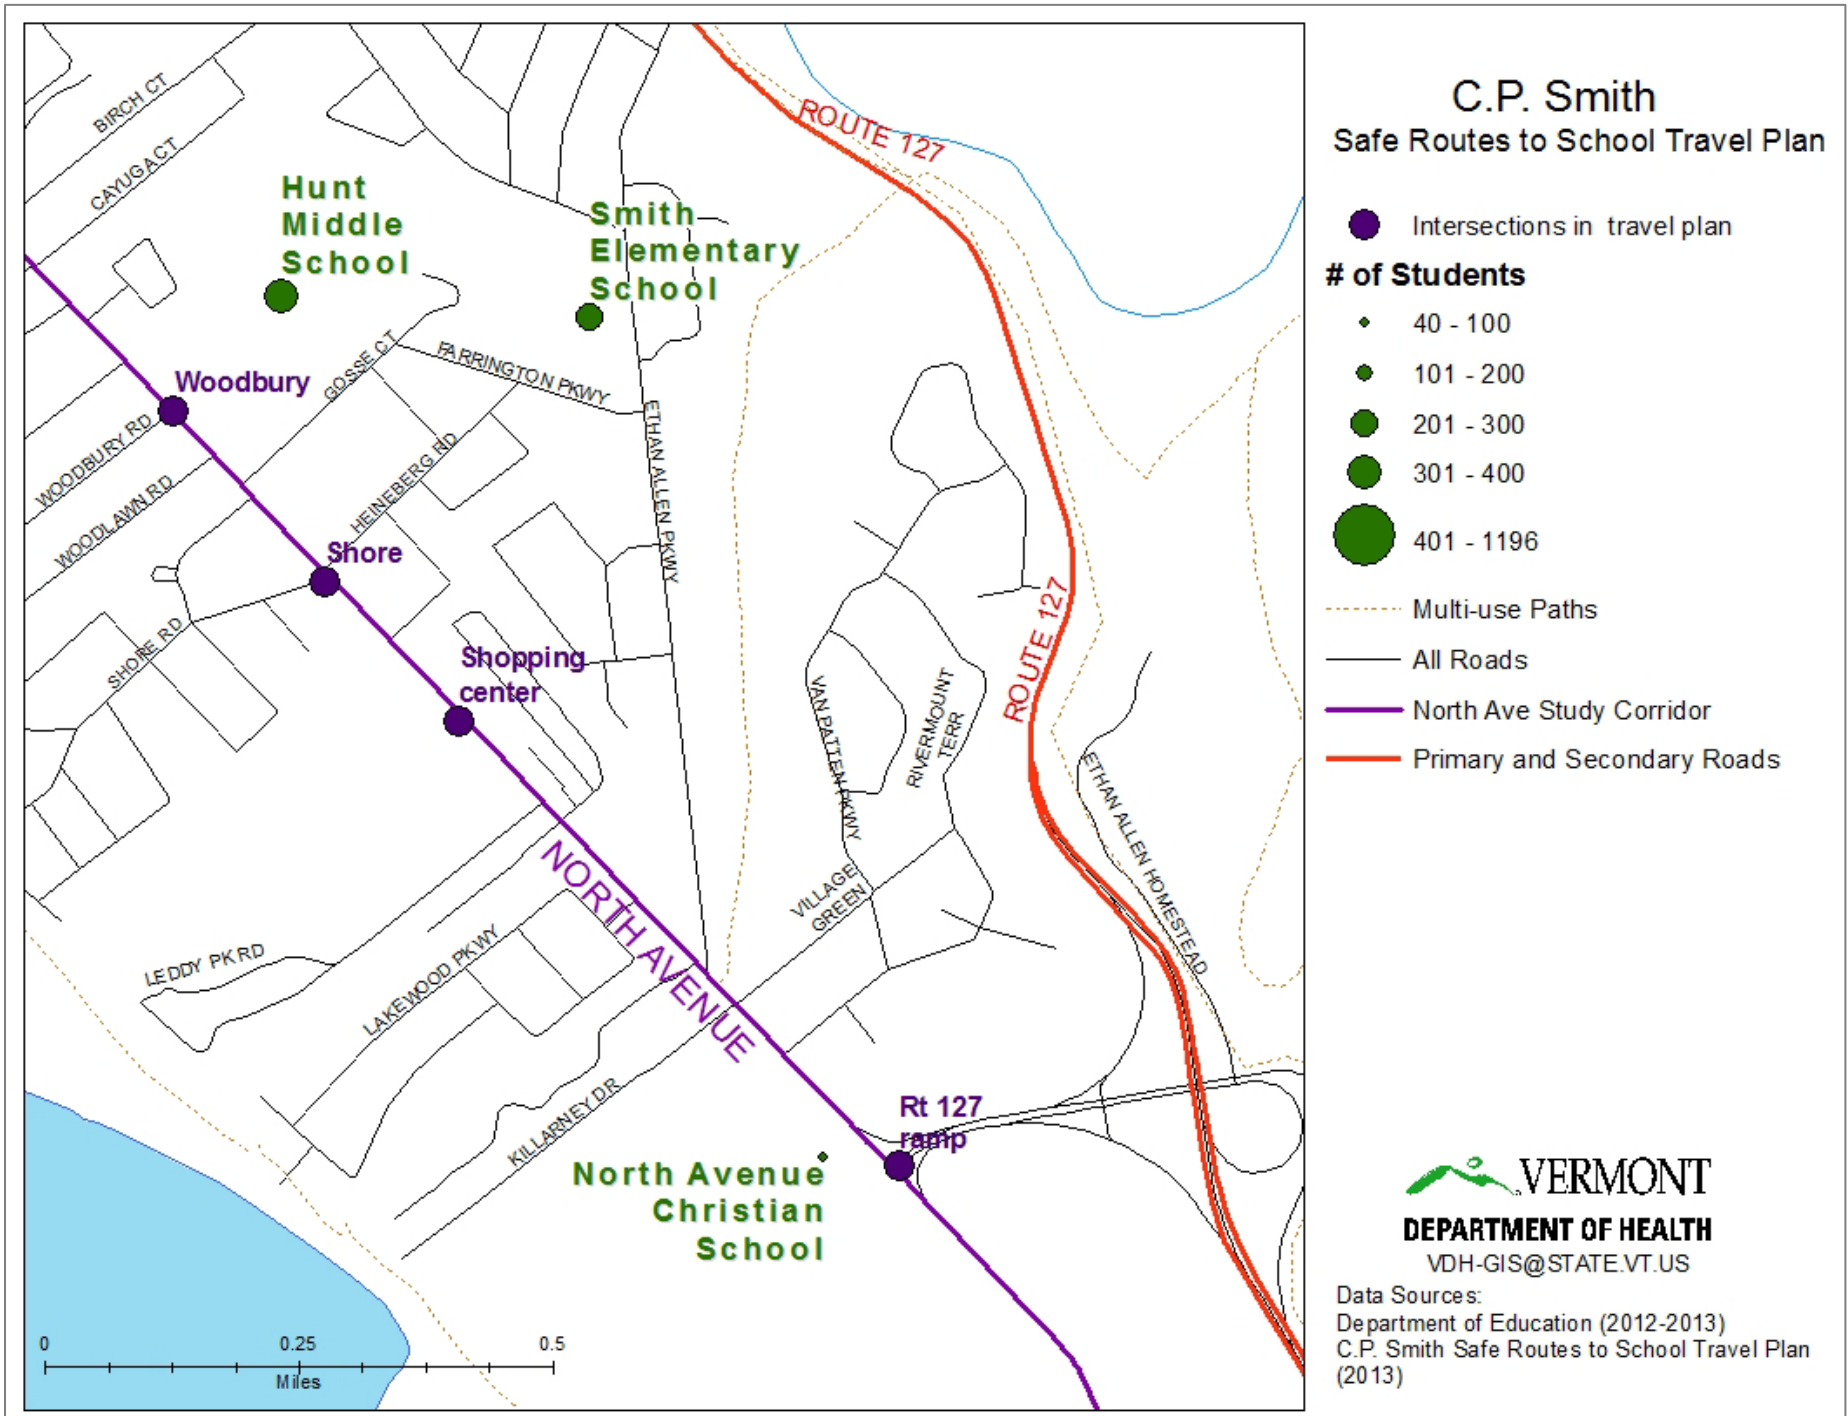 BIRCH CT
CAYUGA CT
Hunt
Middle
School
Smith
Elementary
School
ROUTE 127
Woodbury
GOSSE CT
FARRINGTON PKWY
WOODBURY RD
WOODLAWN RD
HEINEBERG RD
ETHAN ALLEN PKWY
Shore
SHORE RD
Shopping
center
ROUTE 127
VAN PATTEN PKWY
RIVERMOUNT
TERR
ETHAN ALLEN HOMESTEAD
NORTH AVENUE
VILLAGE
GREEN
LEDDY PK RD
LAKEWOOD PKWY
KILLARNEY DR
Rt 127
ramp
North Avenue
Christian
School
0 0.25 0.5
Miles
C.P. Smith
Safe Routes to School Travel Plan
Intersections in travel plan
# of Students
40 - 100
101 - 200
201 - 300
301 - 400
401 - 1196
Multi-use Paths
All Roads
North Ave Study Corridor
Primary and Secondary Roads
VERMONT
DEPARTMENT OF HEALTH
VDH-GIS@STATE.VT.US
Data Sources:
Department of Education (2012-2013)
C.P. Smith Safe Routes to School Travel Plan
(2013)